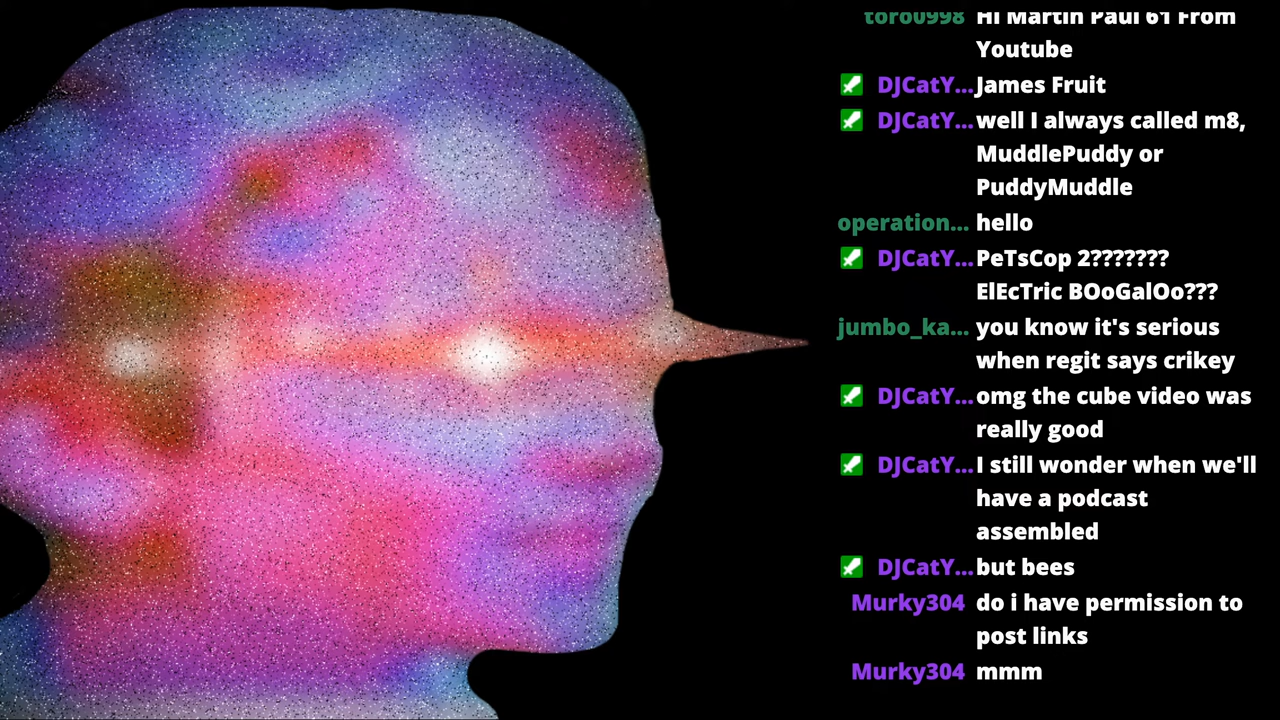 toro0998 Hi Martin Paul 61 From
Youtube
DJCatY... James Fruit
DJCatY... well I always called m8,
MuddlePuddy or
PuddyMuddle
operation... hello
DJCatY... PeTsCop 2???????
ElEcTric BOoGalOo???
jumbo_ka... you know it's serious
when regit says crikey
DJCatY... omg the cube video was
really good
DJCatY... I still wonder when we'll
have a podcast
assembled
DJCatY... but bees
Murky304 do i have permission to
post links
Murky304 mmm